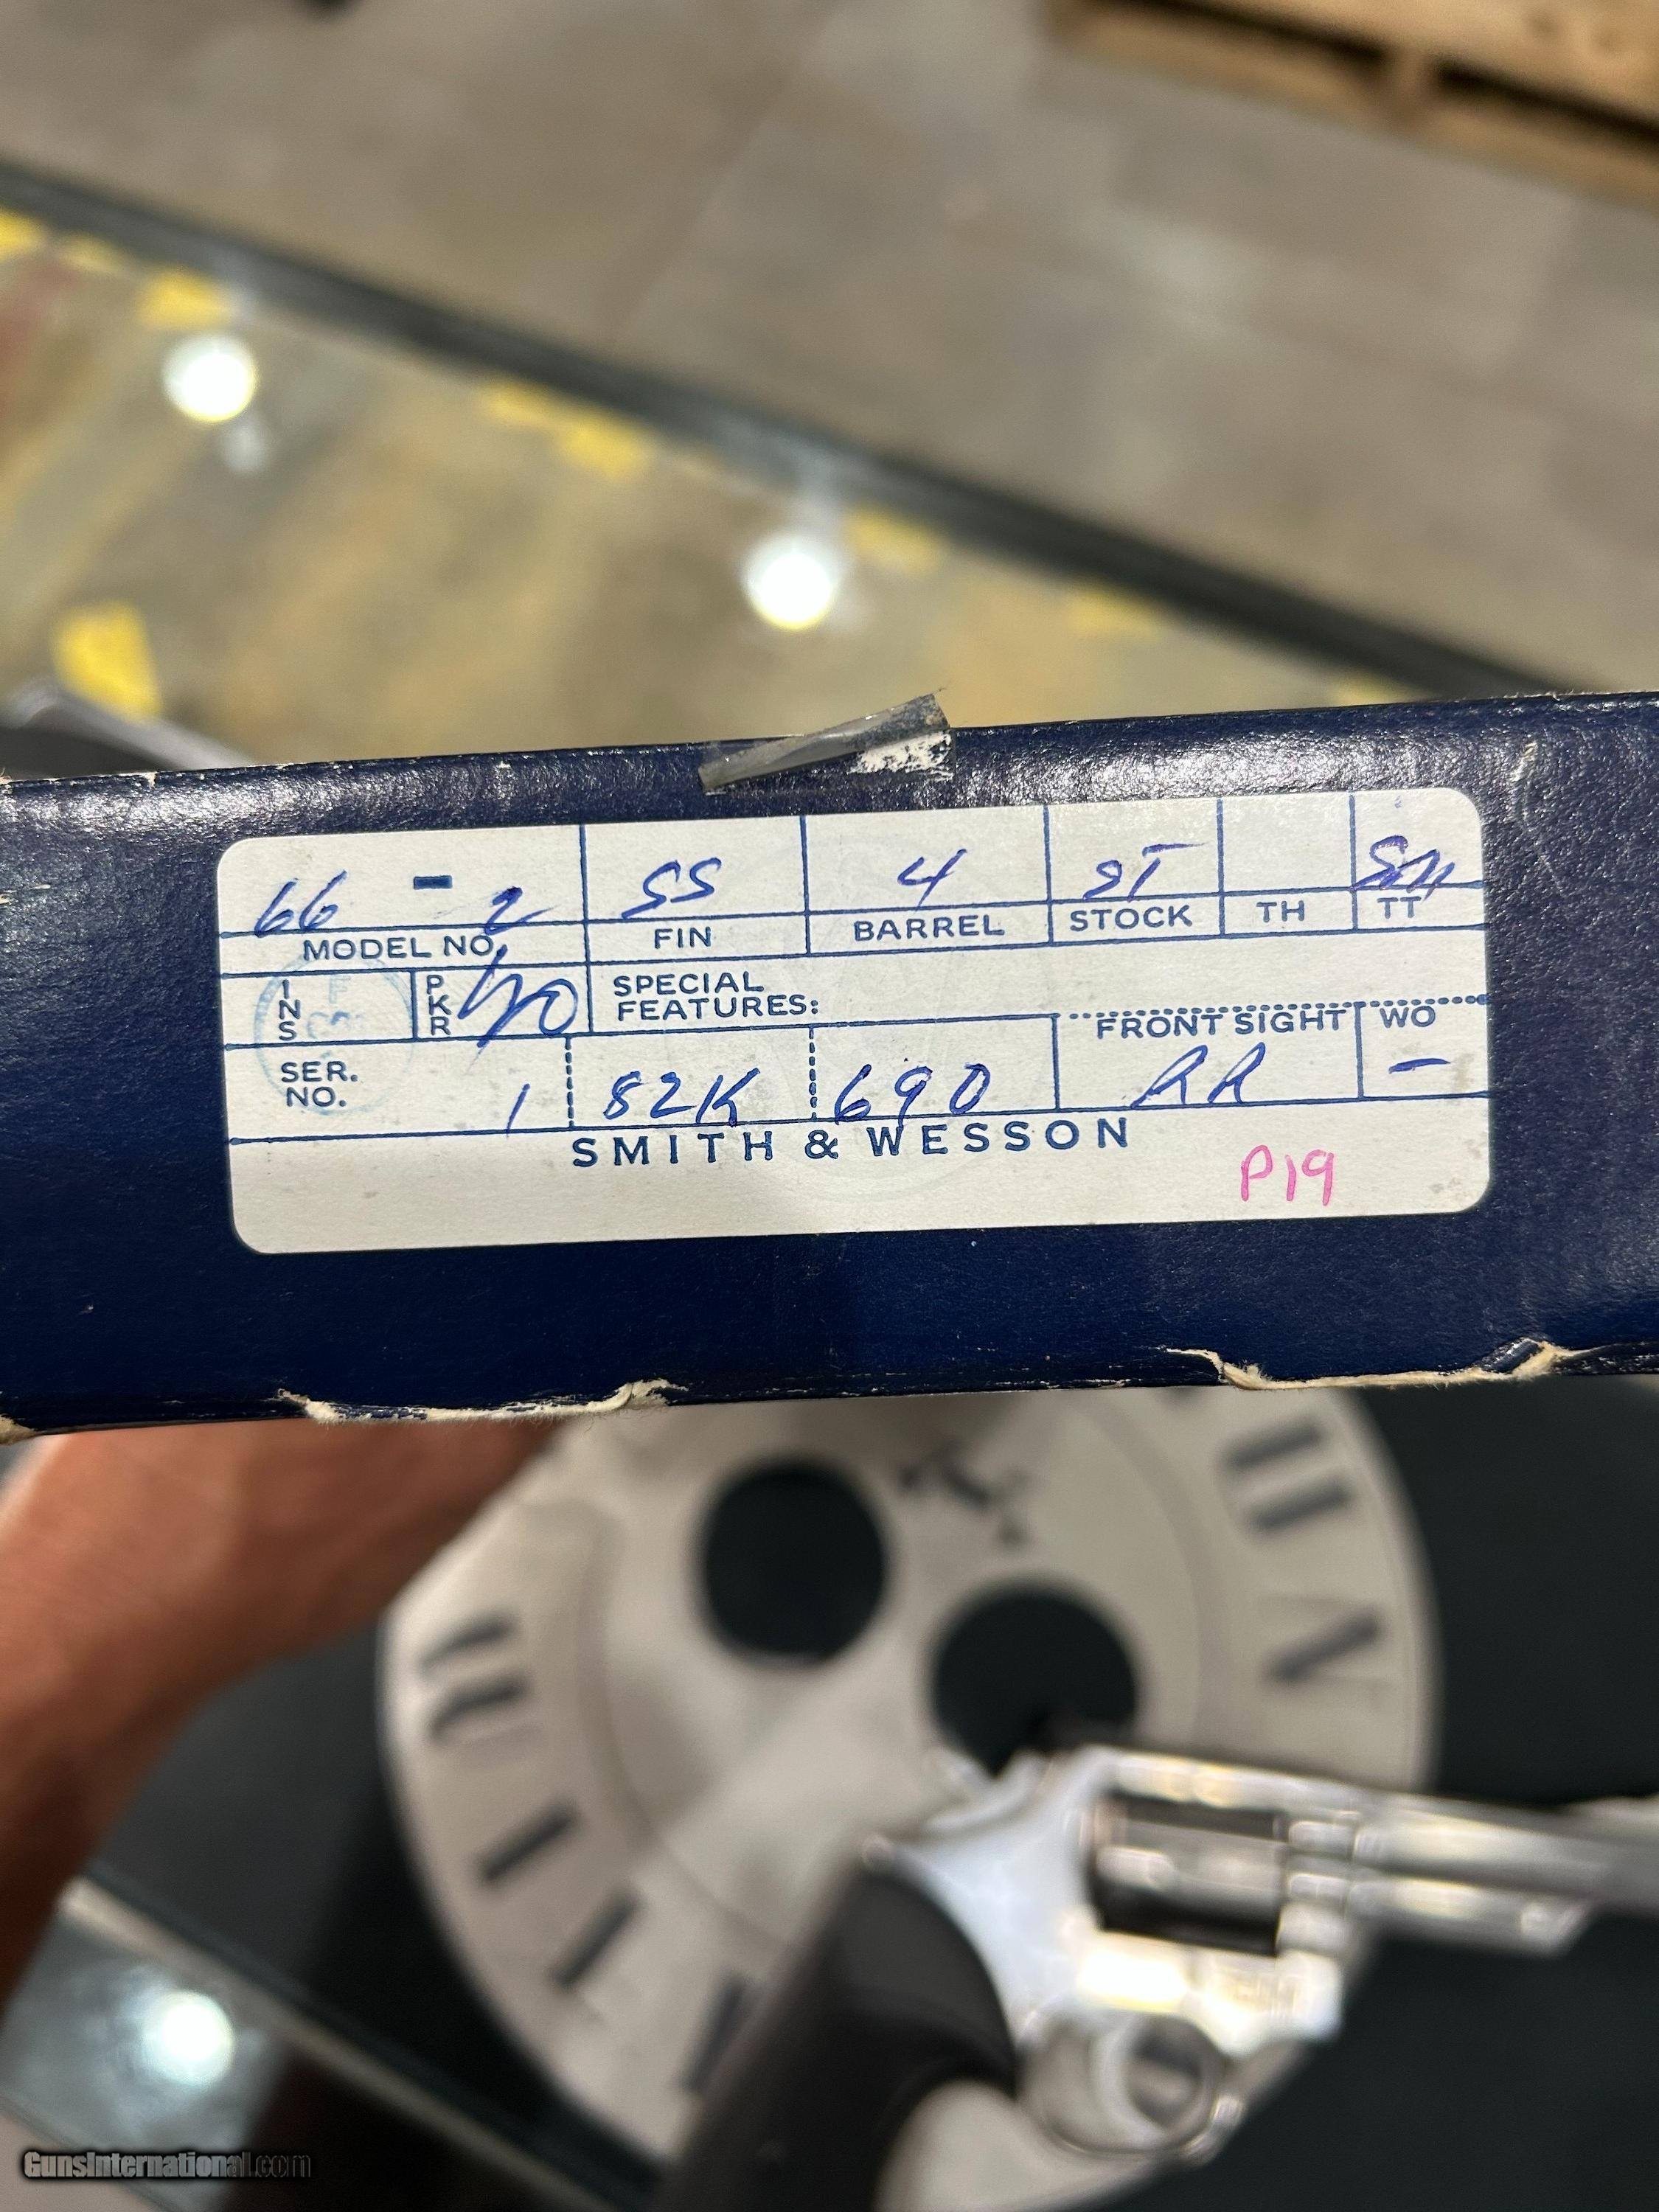 66 - 2 SS 4 ST SM
MODEL NO. FIN BARREL STOCK TH TT
INS PKR SPECIAL
FEATURES:
FRONT SIGHT WO
SER.
NO. 1 82K 690 RR -
SMITH & WESSON
P19
GunsInternational.com